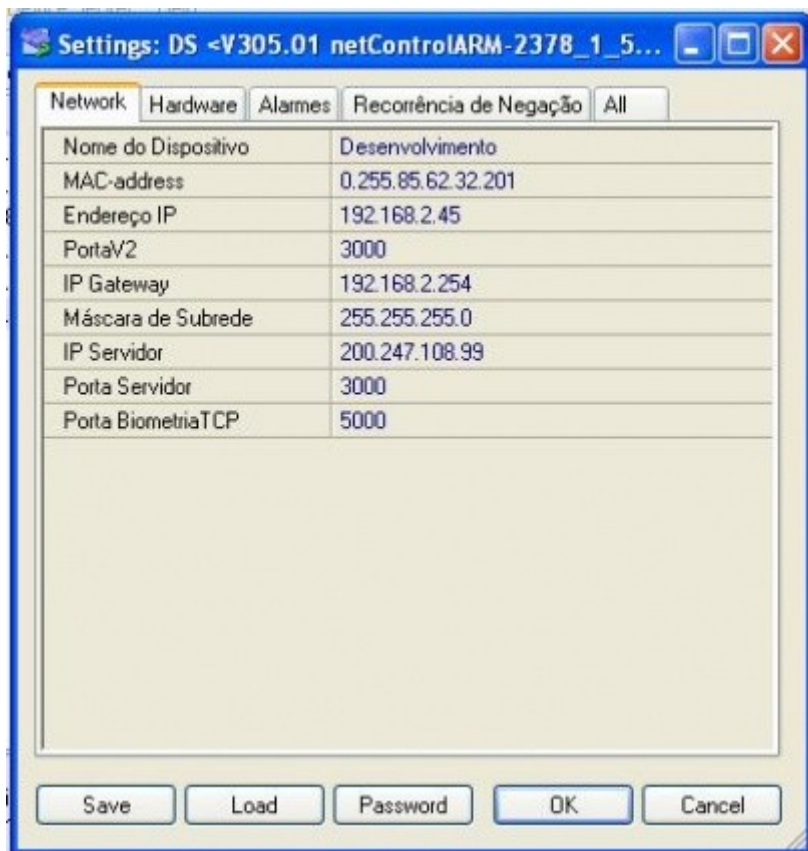 Settings: DS <V305.01 netControlARM-2378_1_5...
Network Hardware Alarmes Recorrência de Negação All
Nome do Dispositivo Desenvolvimento
MAC-address 0.255.85.62.32.201
Endereço IP 192.168.2.45
PortaV2 3000
IP Gateway 192.168.2.254
Máscara de Subrede 255.255.255.0
IP Servidor 200.247.108.99
Porta Servidor 3000
Porta BiometriaTCP 5000
Save Load Password OK Cancel